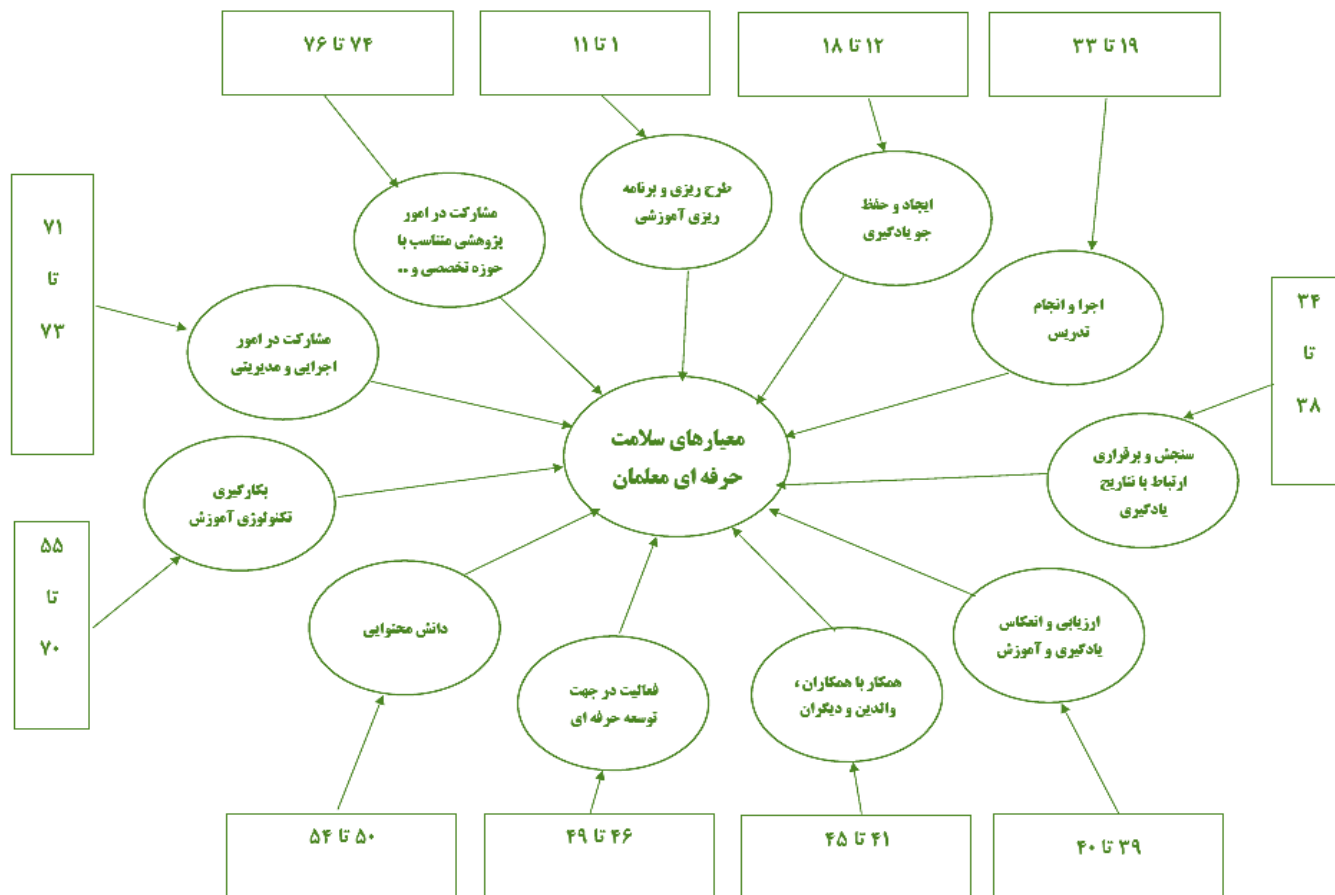 ۱۹ تا ۳۳
۱۲ تا ۱۸
۱ تا ۱۱
۷۴ تا ۷۶
طرح ریزی و برنامه
ریزی آموزشی
ایجاد و حفظ
جو یادگیری
مشارکت در امور
پژوهشی متناسب با
حوزه تخصصی و ..
۷۱
تا
۷۳
اجرا و انجام
تدریس
۳۴
تا
۳۸
مشارکت در امور
اجرایی و مدیریتی
معیارهای سلامت
حرفه ای معلمان
سنجش و برقراری
ارتباط با نتاریج
یادگیری
بکارگیری
تکنولوژی آموزش
۵۵
تا
۷۰
ارزیابی و انعکاس
یادگیری و آموزش
دانش محتوایی
همکار با همکاران ،
والدین و دیگران
فعالیت در جهت
توسعه حرفه ای
۳۹ تا ۴۰
۴۱ تا ۴۵
۴۶ تا ۴۹
۵۰ تا ۵۴